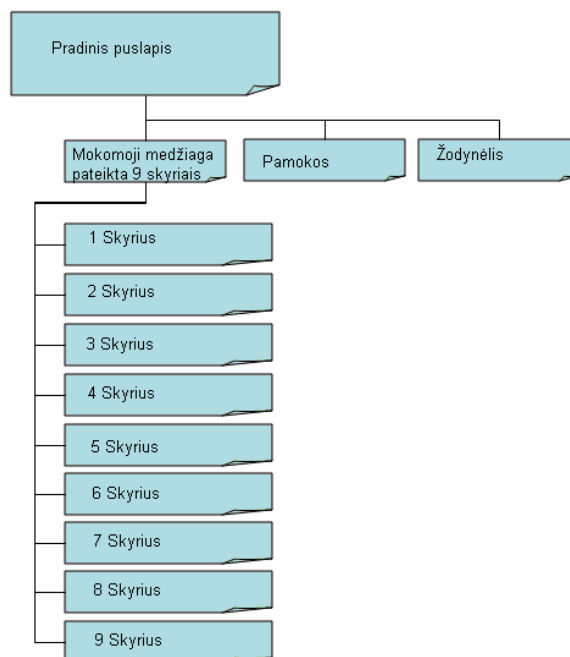 Pradinis puslapis
Mokomoji medžiaga
pateikta 9 skyriais
Pamokos
Žodynėlis
1 Skyrius
2 Skyrius
3 Skyrius
4 Skyrius
5 Skyrius
6 Skyrius
7 Skyrius
8 Skyrius
9 Skyrius